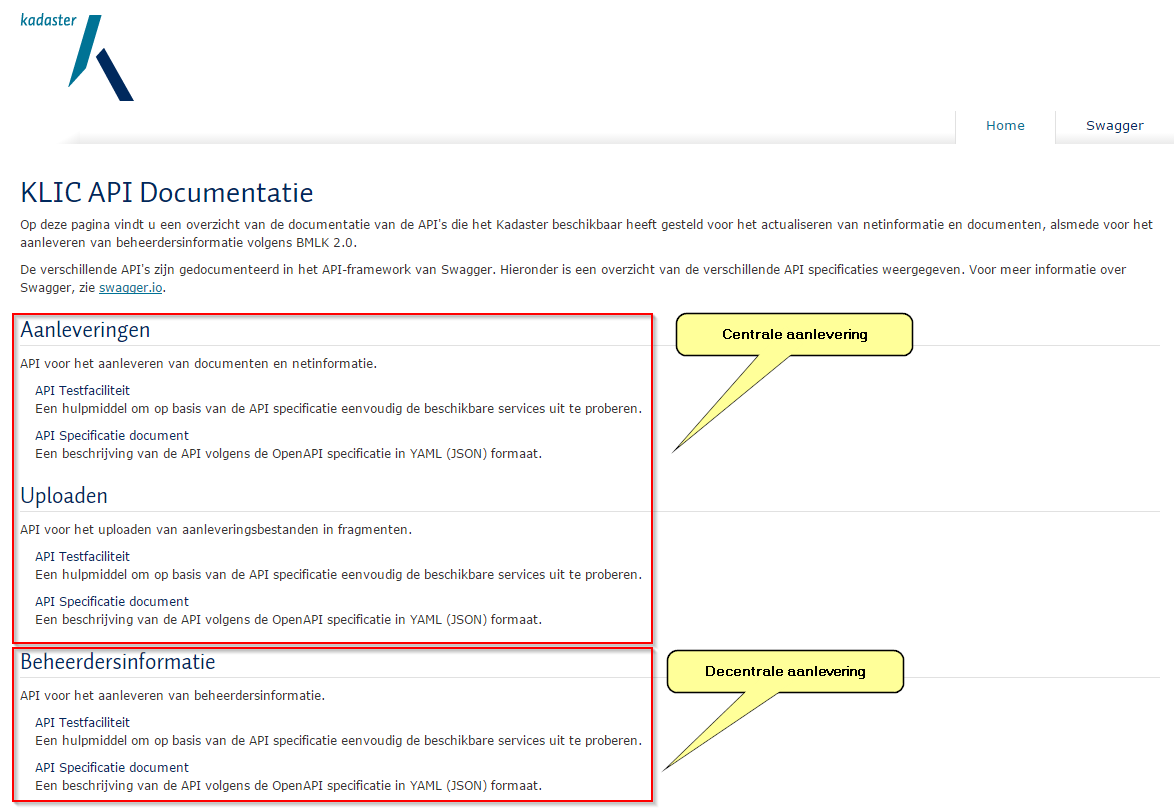 kadaster
Home
Swagger
KLIC API Documentatie
Op deze pagina vindt u een overzicht van de documentatie van de API's die het Kadaster beschikbaar heeft gesteld voor het actualiseren van netinformatie en documenten, alsmede voor het
aanleveren van beheerdersinformatie volgens BMLK 2.0.
De verschillende API's zijn gedocumenteerd in het API-framework van Swagger. Hieronder is een overzicht van de verschillende API specificaties weergegeven. Voor meer informatie over
Swagger, zie swagger.io.
Aanleveringen
Centrale aanlevering
API voor het aanleveren van documenten en netinformatie.
API Testfaciliteit
Een hulpmiddel om op basis van de API specificatie eenvoudig de beschikbare services uit te proberen.
API Specificatie document
Een beschrijving van de API volgens de OpenAPI specificatie in YAML (JSON) formaat.
Uploaden
API voor het uploaden van aanleveringsbestanden in fragmenten.
API Testfaciliteit
Een hulpmiddel om op basis van de API specificatie eenvoudig de beschikbare services uit te proberen.
API Specificatie document
Een beschrijving van de API volgens de OpenAPI specificatie in YAML (JSON) formaat.
Beheerdersinformatie
Decentrale aanlevering
API voor het aanleveren van beheerdersinformatie.
API Testfaciliteit
Een hulpmiddel om op basis van de API specificatie eenvoudig de beschikbare services uit te proberen.
API Specificatie document
Een beschrijving van de API volgens de OpenAPI specificatie in YAML (JSON) formaat.